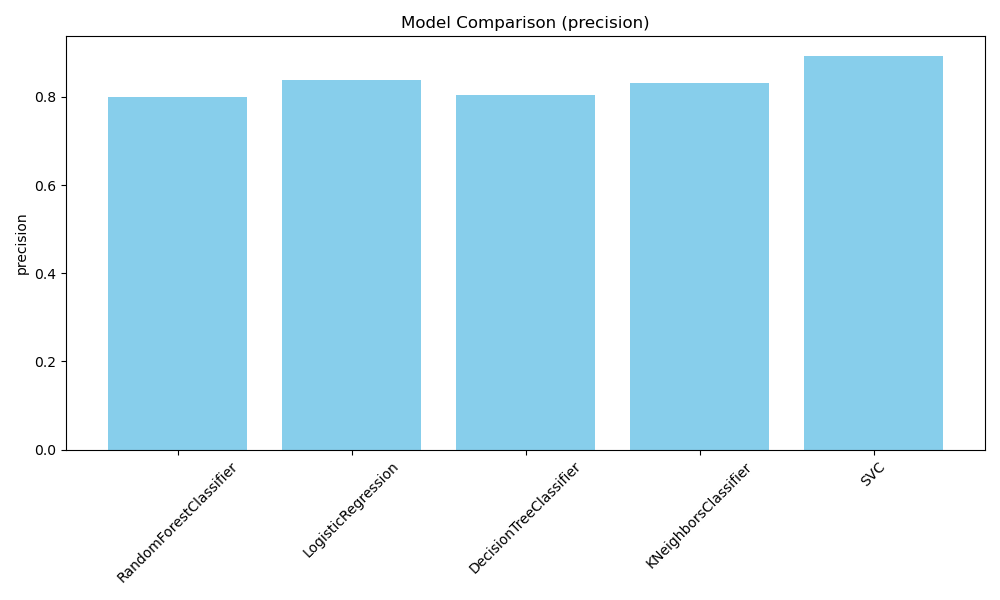 Model Comparison (precision)
precision
0.8
0.6
0.4
0.2
0.0
RandomForestClassifier
LogisticRegression
DecisionTreeClassifier
KNeighborsClassifier
SVC